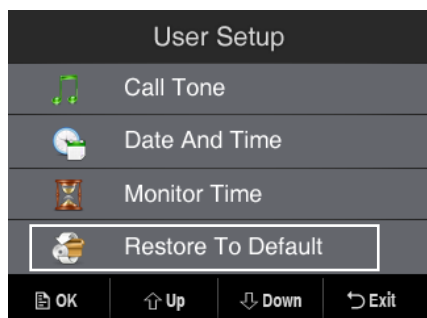 User Setup
Call Tone
Date And Time
Monitor Time
Restore To Default
OK Up Down Exit